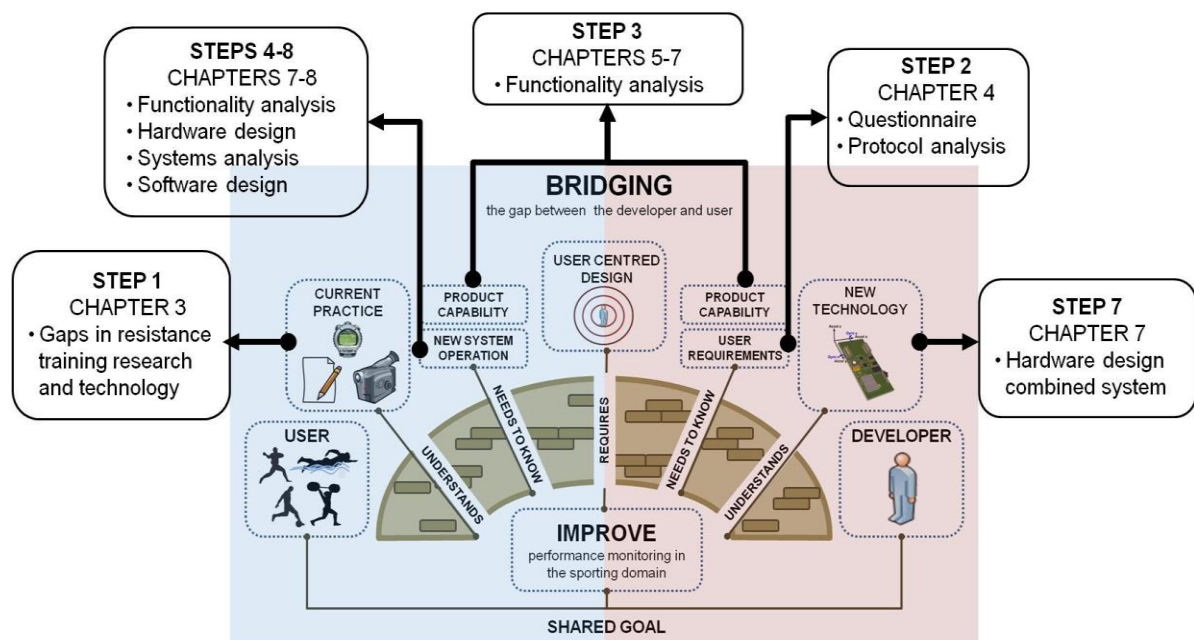 STEP 3
CHAPTERS 5-7
• Functionality analysis
STEPS 4-8
CHAPTERS 7-8
• Functionality analysis
• Hardware design
• Systems analysis
• Software design
STEP 2
CHAPTER 4
• Questionnaire
• Protocol analysis
BRIDGING
the gap between the developer and user
STEP 1
CHAPTER 3
• Gaps in resistance
training research
and technology
CURRENT
PRACTICE
PRODUCT
CAPABILITY
NEW SYSTEM
OPERATION
USER CENTRED
DESIGN
PRODUCT
CAPABILITY
USER
REQUIREMENTS
NEW
TECHNOLOGY
STEP 7
CHAPTER 7
• Hardware design
combined system
USER
UNDERSTANDS
NEEDS TO KNOW
REQUIRES
NEEDS TO KNOW
UNDERSTANDS
DEVELOPER
IMPROVE
performance monitoring in
the sporting domain
SHARED GOAL